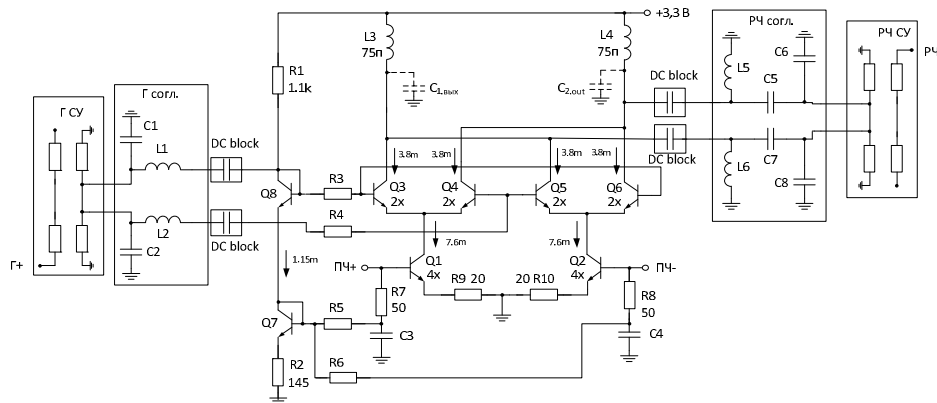 +3,3 В
L3
75п
L4
75п
РЧ согл.
РЧ СУ
РЧ
C6
L5
C5
R1
1.1k
C1,вых
C2,out
DC block
Г согл.
Г СУ
C1
L1
DC block
DC block
L6
C7
C8
3.8m
3.8m
3.8m
3.8m
Q8
R3
Q3
2x
Q4
2x
Q5
2x
Q6
2x
R4
L2
C2
DC block
Г+
7.6m
7.6m
1.15m
ПЧ+
Q1
4x
R9 20
20 R10
Q2
4x
ПЧ-
R7
50
R8
50
Q7
R5
C3
C4
R2
145
R6